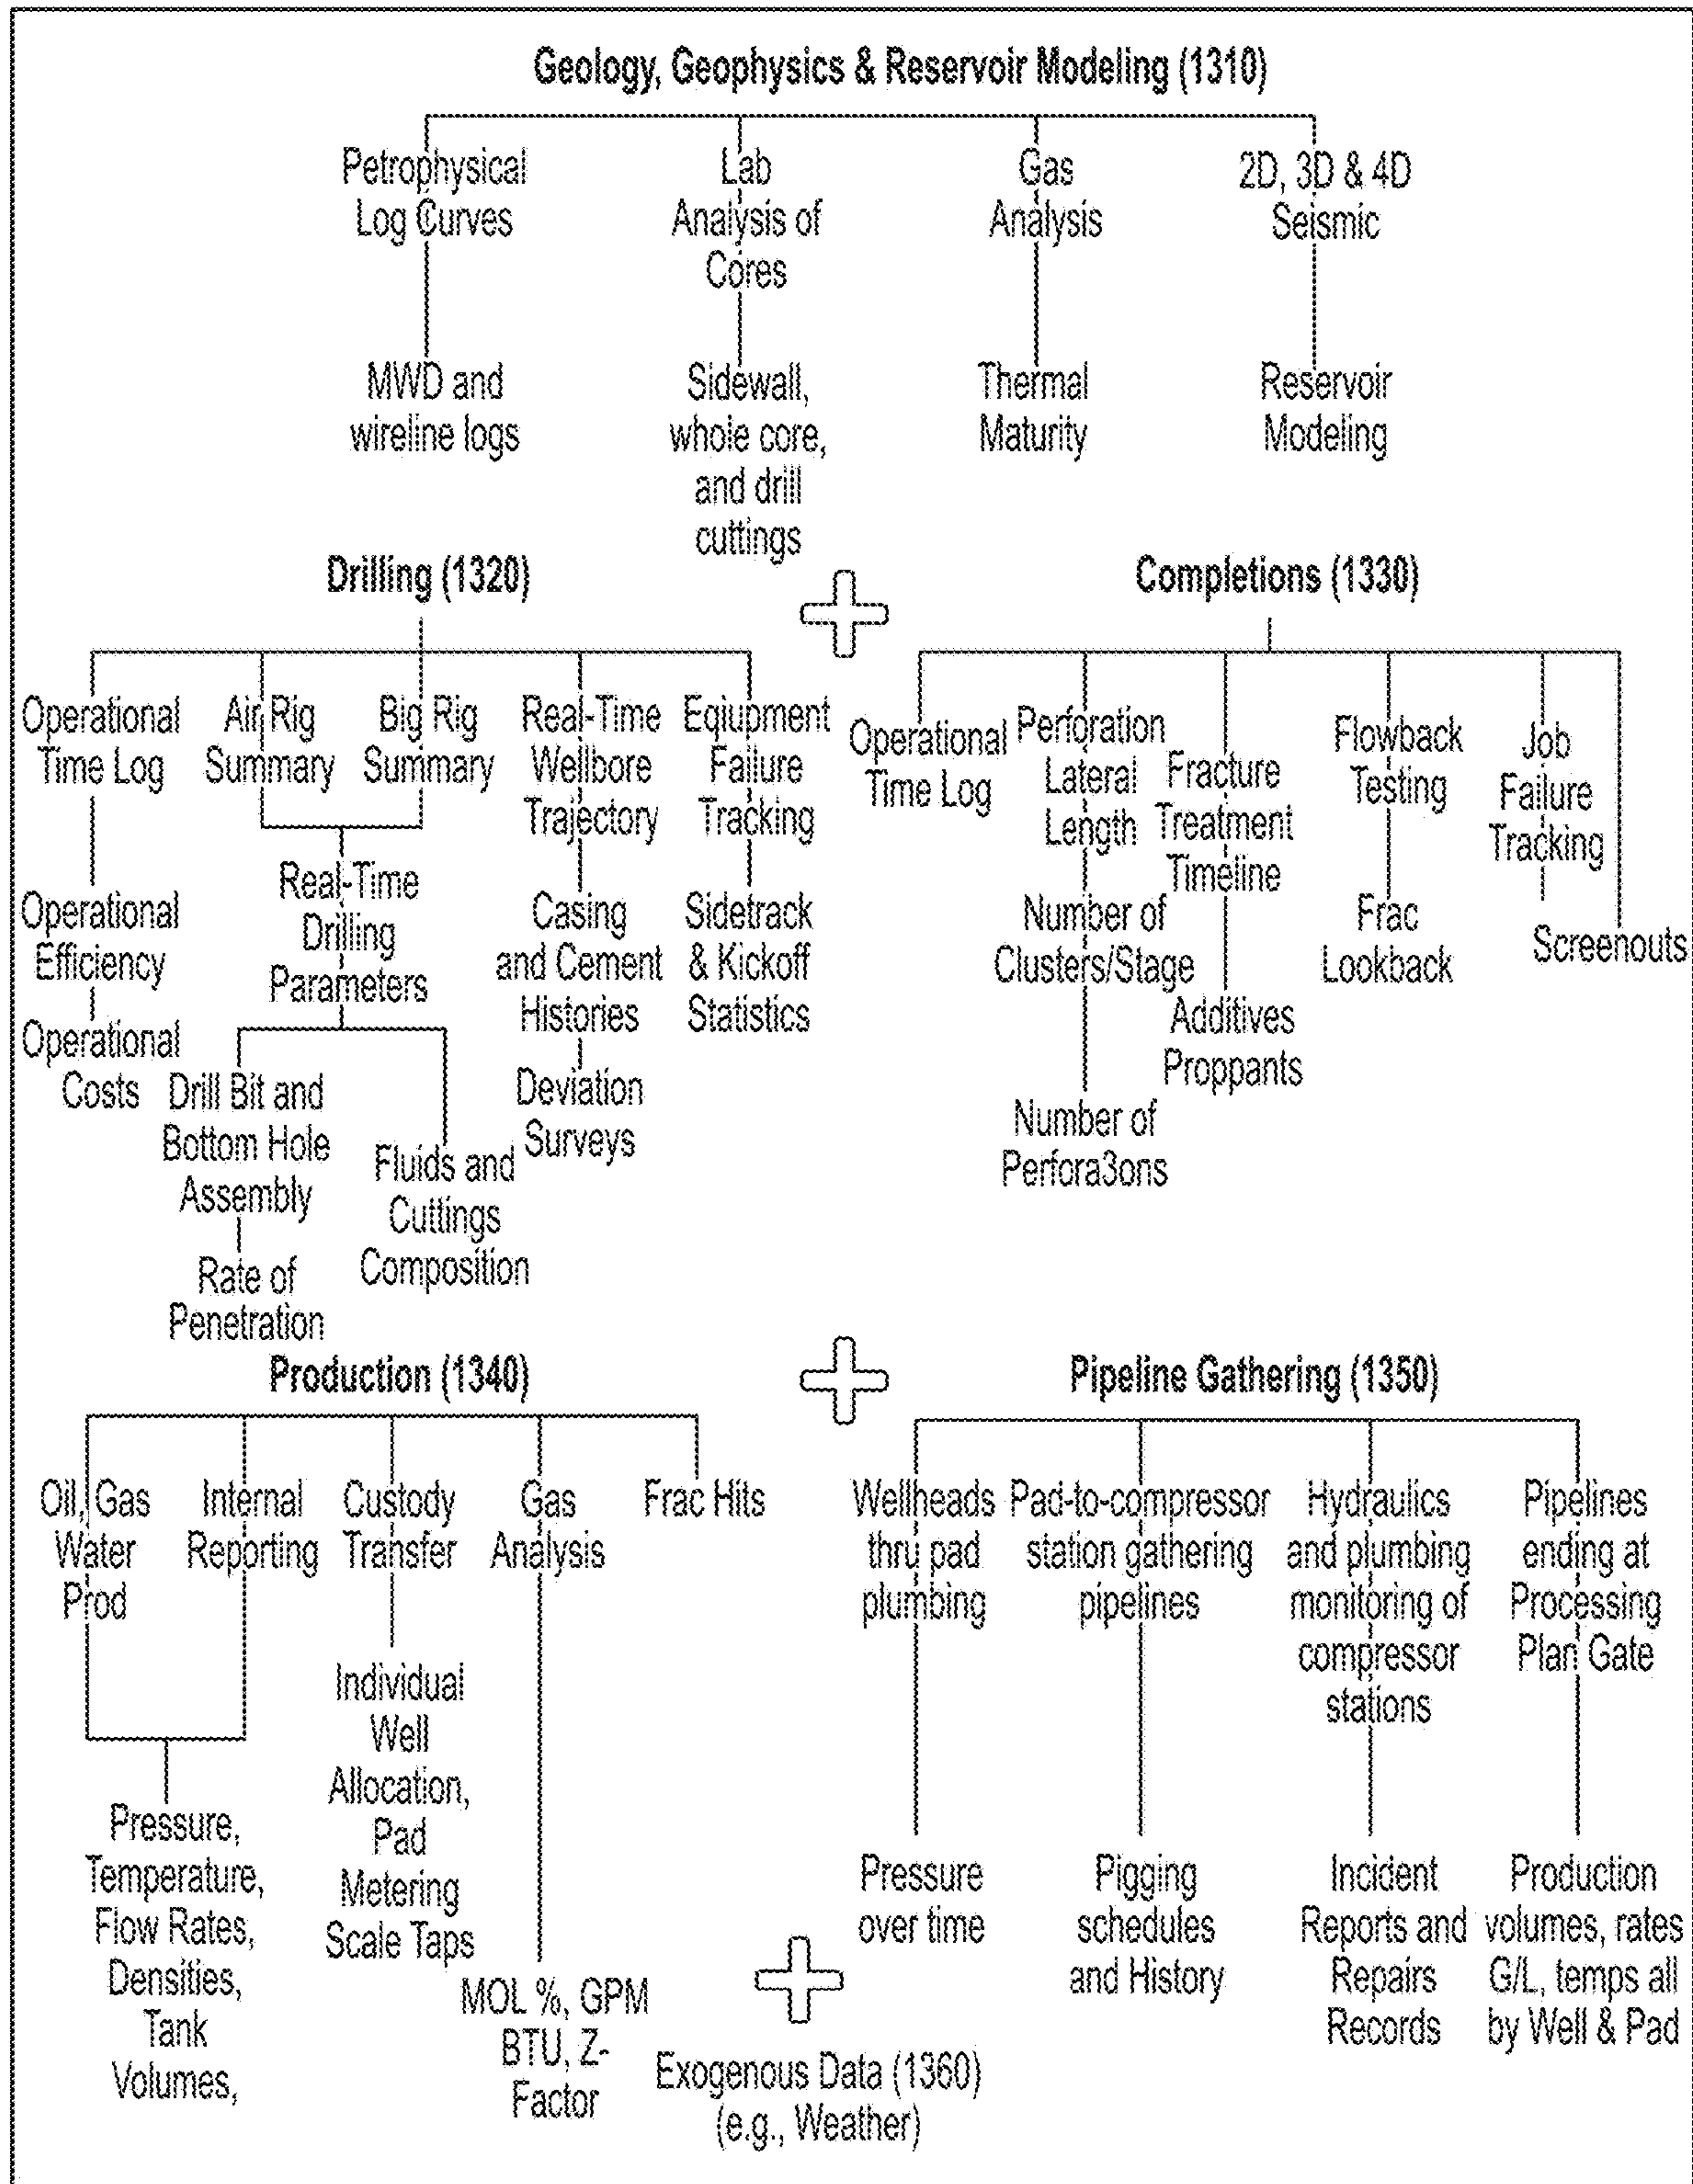 Geology, Geophysics & Reservoir Modeling (1310)
Petrophysical
Log Curves
Lab
Analysis of
Cores
Gas
Analysis
2D, 3D & 4D
Seismic
MWD and
wireline logs
Sidewall,
whole core,
and drill
cuttings
Thermal
Maturity
Reservoir
Modeling
Drilling (1320)
Operational
Time Log
Air Rig
Summary
Big Rig
Summary
Real-Time
Wellbore
Trajectory
Eqiupment
Failure
Tracking
Operational
Efficiency
Operational
Costs
Real-Time
Drilling
Parameters
Drill Bit and
Bottom Hole
Assembly
Rate of
Penetration
Fluids and
Cuttings
Composition
Casing
and Cement
Histories
Deviation
Surveys
Sidetrack
& Kickoff
Statistics
Completions (1330)
Operational
Time Log
Perforation
Lateral
Length
Fracture
Treatment
Timeline
Flowback
Testing
Job
Failure
Tracking
Number of
Clusters/Stage
Number of
Perfora3ons
Additives
Proppants
Frac
Lookback
Screenouts
Production (1340)
Oil, Gas
Water
Prod
Internal
Reporting
Custody
Transfer
Gas
Analysis
Frac Hits
Pressure,
Temperature,
Flow Rates,
Densities,
Tank
Volumes,
Individual
Well
Allocation,
Pad
Metering
Scale Taps
MOL %, GPM
BTU, Z-
Factor
Pipeline Gathering (1350)
Wellheads
thru pad
plumbing
Pad-to-compressor
station gathering
pipelines
Hydraulics
and plumbing
monitoring of
compressor
stations
Pipelines
ending at
Processing
Plan Gate
Pressure
over time
Pigging
schedules
and History
Incident
Reports and
Repairs
Records
Production
volumes, rates
G/L, temps all
by Well & Pad
Exogenous Data (1360)
(e.g., Weather)